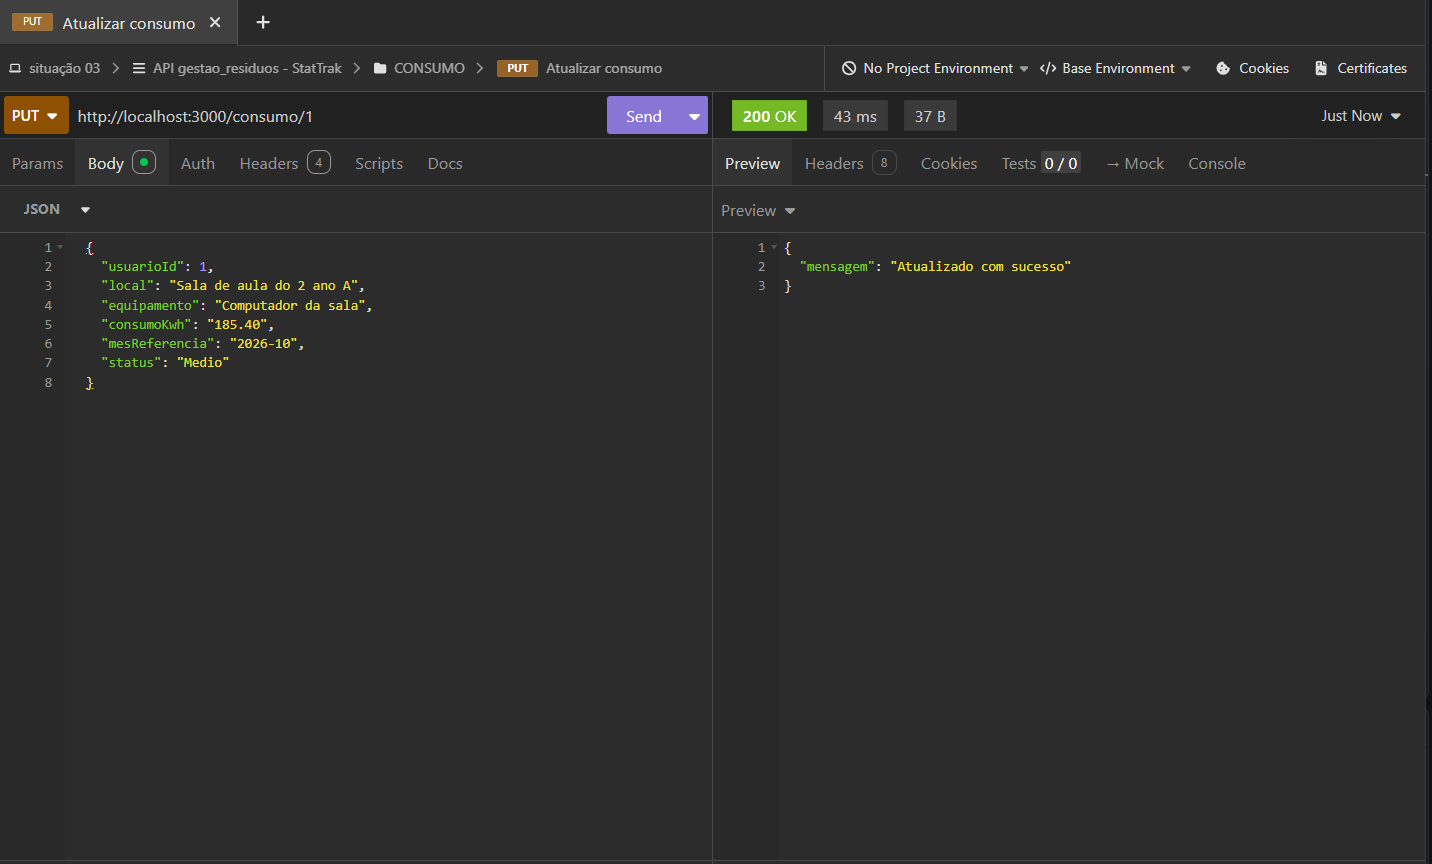 PUT Atualizar consumo
situação 03 > API gestao_residuos - StatTrak > CONSUMO > PUT Atualizar consumo
No Project Environment </> Base Environment Cookies Certificates
PUT http://localhost:3000/consumo/1 Send
200 OK 43 ms 37 B Just Now
Params Body Auth Headers 4 Scripts Docs
Preview Headers 8 Cookies Tests 0 / 0 → Mock Console
JSON
Preview
1 {
2 "usuarioId": 1,
3 "local": "Sala de aula do 2 ano A",
4 "equipamento": "Computador da sala",
5 "consumoKwh": "185.40",
6 "mesReferencia": "2026-10",
7 "status": "Medio"
8 }
1 {
2 "mensagem": "Atualizado com sucesso"
3 }